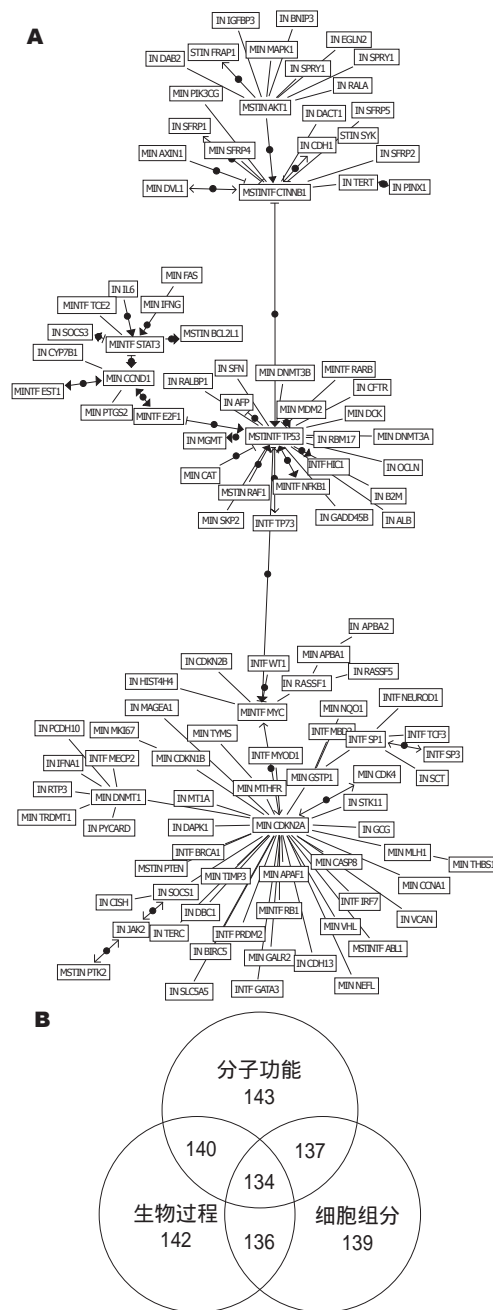 A
IN IGFBP3
IN BNIP3
STIN FRAP1
MIN MAPK1
IN EGLN2
IN DAB2
IN SPRY1
IN SPRY1
IN RALA
MIN PIK3CG
MSTIN AKT1
IN DACT1
IN SFRP5
IN SFRP1
STIN SYK
MIN AXIN1
MIN SFRP4
IN CDH1
IN SFRP2
MIN DVL1
MSTINTF CTNNB1
IN TERT
IN PINX1
MIN FAS
IN IL6
MINTF TCE2
MIN IFNG
IN SOCS3
MINTF STAT3
MSTIN BCL2L1
IN CYP7B1
MIN CCND1
MINTF EST1
MIN PTGS2
MINTF E2F1
IN SFN
MIN DNMT3B
MINTF RARB
IN RALBP1
IN CFTR
IN AFP
MIN MDM2
MIN DCK
IN MGMT
MSTINTF TP53
IN RBM17
MIN DNMT3A
MIN CAT
INTF HIC1
IN OCLN
MSTIN RAF1
MINTF NFKB1
IN B2M
MIN SKP2
INTF TP73
IN GADD45B
IN ALB
IN APBA2
IN CDKN2B
INTF WT1
MIN APBA1
IN RASSF5
IN HIST4H4
IN RASSF1
IN MAGEA1
MINTF MYC
MIN NQO1
INTF NEUROD1
IN PCDH10
MIN MKI67
MIN TYMS
INTF MBD2
INTF SP1
INTF TCF3
INTF SP3
IN IFNA1
INTF MECP2
MIN CDKN1B
INTF MYOD1
MIN GSTP1
MIN CDK4
IN SCT
IN RTP3
MIN DNMT1
MIN MTHFR
IN MT1A
IN STK11
MIN TRDMT1
IN PYCARD
IN DAPK1
MIN CDKN2A
IN GCG
INTF BRCA1
MIN MLH1
MSTIN PTEN
MIN TIMP3
MIN APAF1
MIN CASP8
MIN THBS1
IN CISH
IN SOCS1
MIN CCNA1
INTF IRF7
IN DBC1
MINTF RB1
IN VCAN
IN JAK2
IN TERC
INTF PRDM2
MIN VHL
MSTINTF ABL1
MSTIN PTK2
IN BIRC5
MIN GALR2
IN CDH13
IN SLC5A5
INTF GATA3
MIN NEFL
B
分子功能
143
140
137
134
生物过程
142
136
细胞组分
139